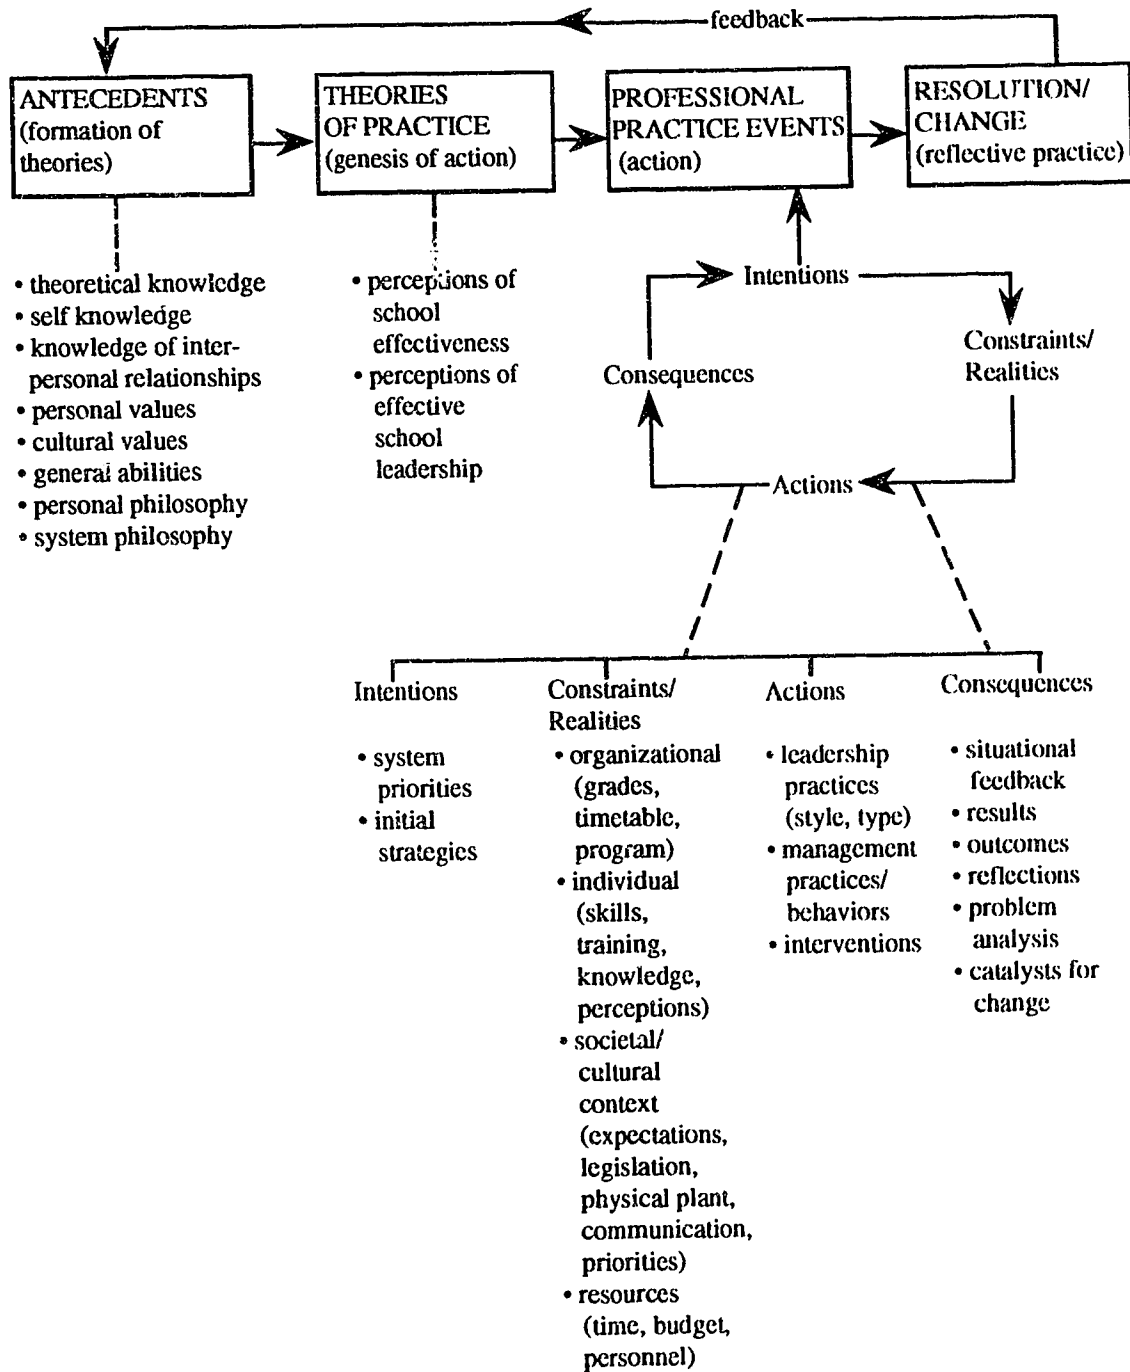 feedback
ANTECEDENTS
(formation of
theories)
THEORIES
OF PRACTICE
(genesis of action)
PROFESSIONAL
PRACTICE EVENTS
(action)
RESOLUTION/
CHANGE
(reflective practice)
• theoretical knowledge
• self knowledge
• knowledge of inter-
personal relationships
• personal values
• cultural values
• general abilities
• personal philosophy
• system philosophy
• perceptions of
school
effectiveness
• perceptions of
effective
school
leadership
Intentions
Constraints/
Realities
Consequences
Actions
Intentions
• system
priorities
• initial
strategies
Constraints/
Realities
• organizational
(grades,
timetable,
program)
• individual
(skills,
training,
knowledge,
perceptions)
• societal/
cultural
context
(expectations,
legislation,
physical plant,
communication,
priorities)
• resources
(time, budget,
personnel)
Actions
• leadership
practices
(style, type)
• management
practices/
behaviors
• interventions
Consequences
• situational
feedback
• results
• outcomes
• reflections
• problem
analysis
• catalysts for
change